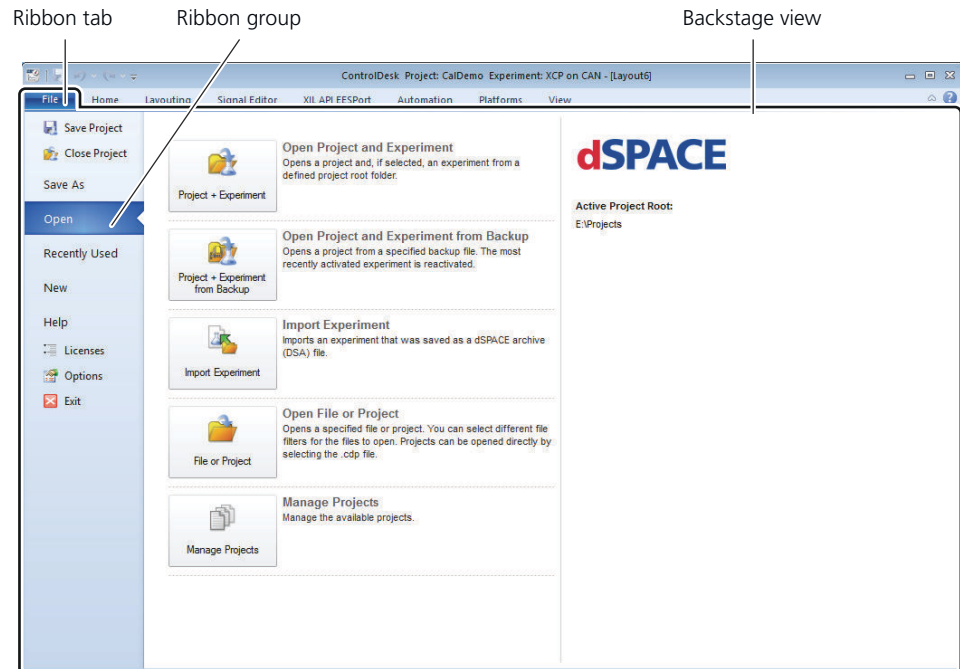 Ribbon tab Ribbon group Backstage view
ControlDesk Project: CalDemo Experiment: XCP on CAN - [Layout6]
File Home Layouting Signal Editor XIL API EESPort Automation Platforms View
Save Project
Close Project
Save As
Open
Recently Used
New
Help
Licenses
Options
Exit
Project + Experiment
Open Project and Experiment
Opens a project and, if selected, an experiment from a
defined project root folder.
Project + Experiment
from Backup
Open Project and Experiment from Backup
Opens a project from a specified backup file. The most
recently activated experiment is reactivated.
Import Experiment
Import Experiment
Imports an experiment that was saved as a dSPACE archive
(DSA) file.
File or Project
Open File or Project
Opens a specified file or project. You can select different file
filters for the files to open. Projects can be opened directly by
selecting the .cdp file.
Manage Projects
Manage Projects
Manage the available projects.
dSPACE
Active Project Root:
E:\Projects